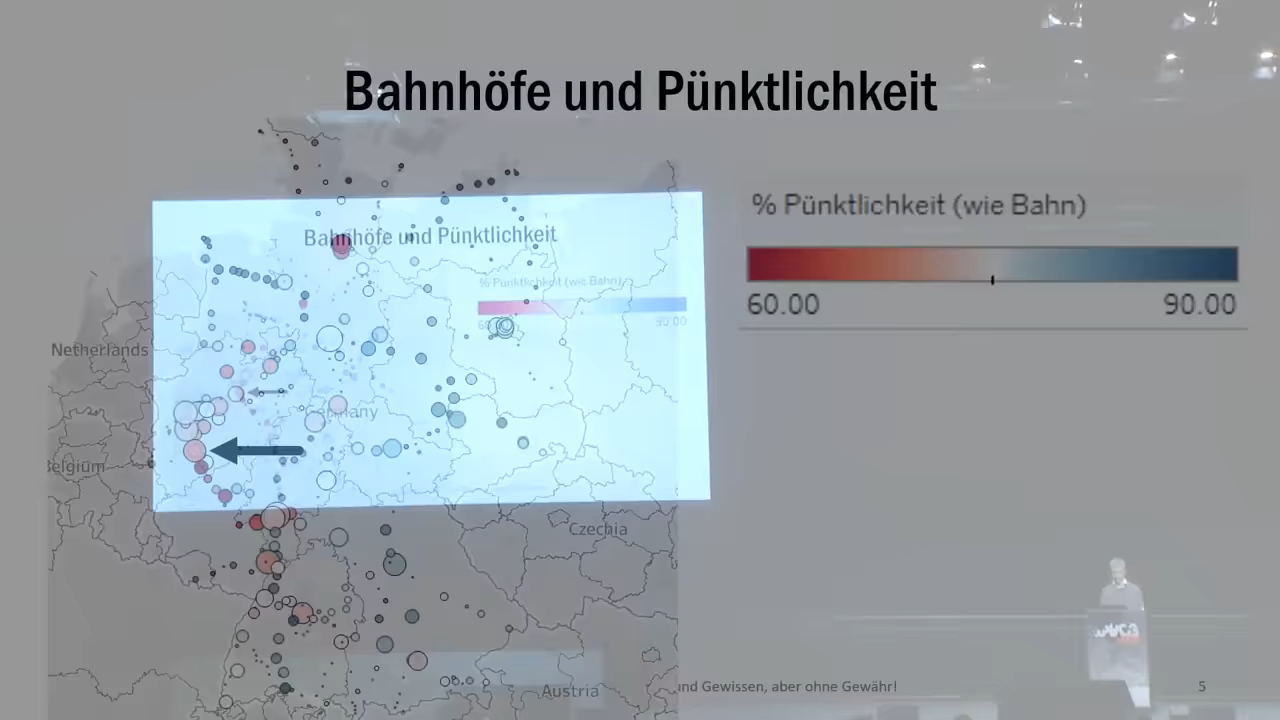 Bahnhöfe und Pünktlichkeit
% Pünktlichkeit (wie Bahn)
60.00
90.00
Bahnhöfe und Pünktlichkeit
% Pünktlichkeit (wie Bahn)
90.00
Netherlands
Germany
Belgium
Czechia
Austria
und Gewissen, aber ohne Gewähr!
5